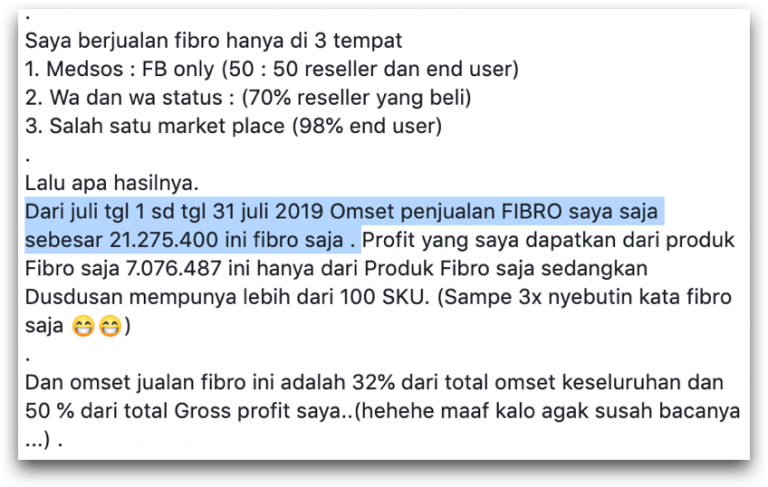 .
Saya berjualan fibro hanya di 3 tempat
1. Medsos : FB only (50 : 50 reseller dan end user)
2. Wa dan wa status : (70% reseller yang beli)
3. Salah satu market place (98% end user)
.
Lalu apa hasilnya.
Dari juli tgl 1 sd tgl 31 juli 2019 Omset penjualan FIBRO saya saja
sebesar 21.275.400 ini fibro saja . Profit yang saya dapatkan dari produk
Fibro saja 7.076.487 ini hanya dari Produk Fibro saja sedangkan
Dusdusan mempunya lebih dari 100 SKU. (Sampe 3x nyebutin kata fibro
saja 😁😁)
.
Dan omset jualan fibro ini adalah 32% dari total omset keseluruhan dan
50 % dari total Gross profit saya..(hehehe maaf kalo agak susah bacanya
...) .